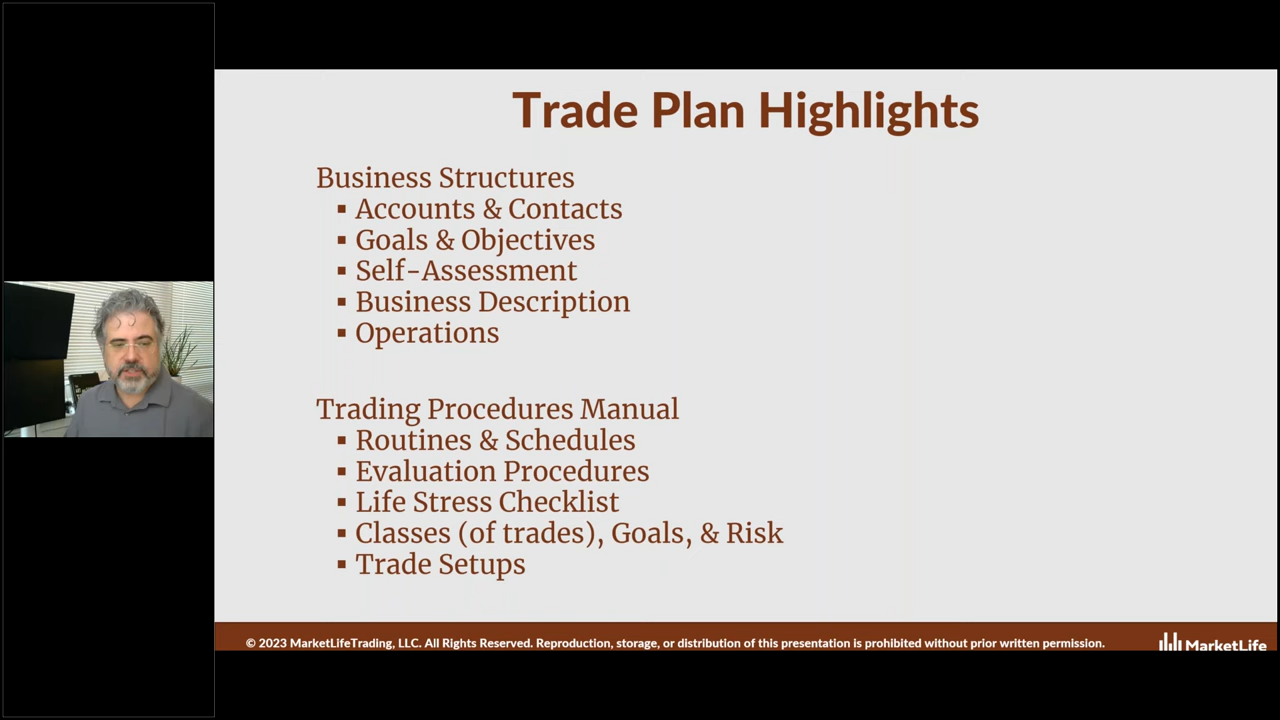 Trade Plan Highlights
Business Structures
▪ Accounts & Contacts
▪ Goals & Objectives
▪ Self-Assessment
▪ Business Description
▪ Operations
Trading Procedures Manual
▪ Routines & Schedules
▪ Evaluation Procedures
▪ Life Stress Checklist
▪ Classes (of trades), Goals, & Risk
▪ Trade Setups
© 2023 MarketLifeTrading, LLC. All Rights Reserved. Reproduction, storage, or distribution of this presentation is prohibited without prior written permission.
MarketLife